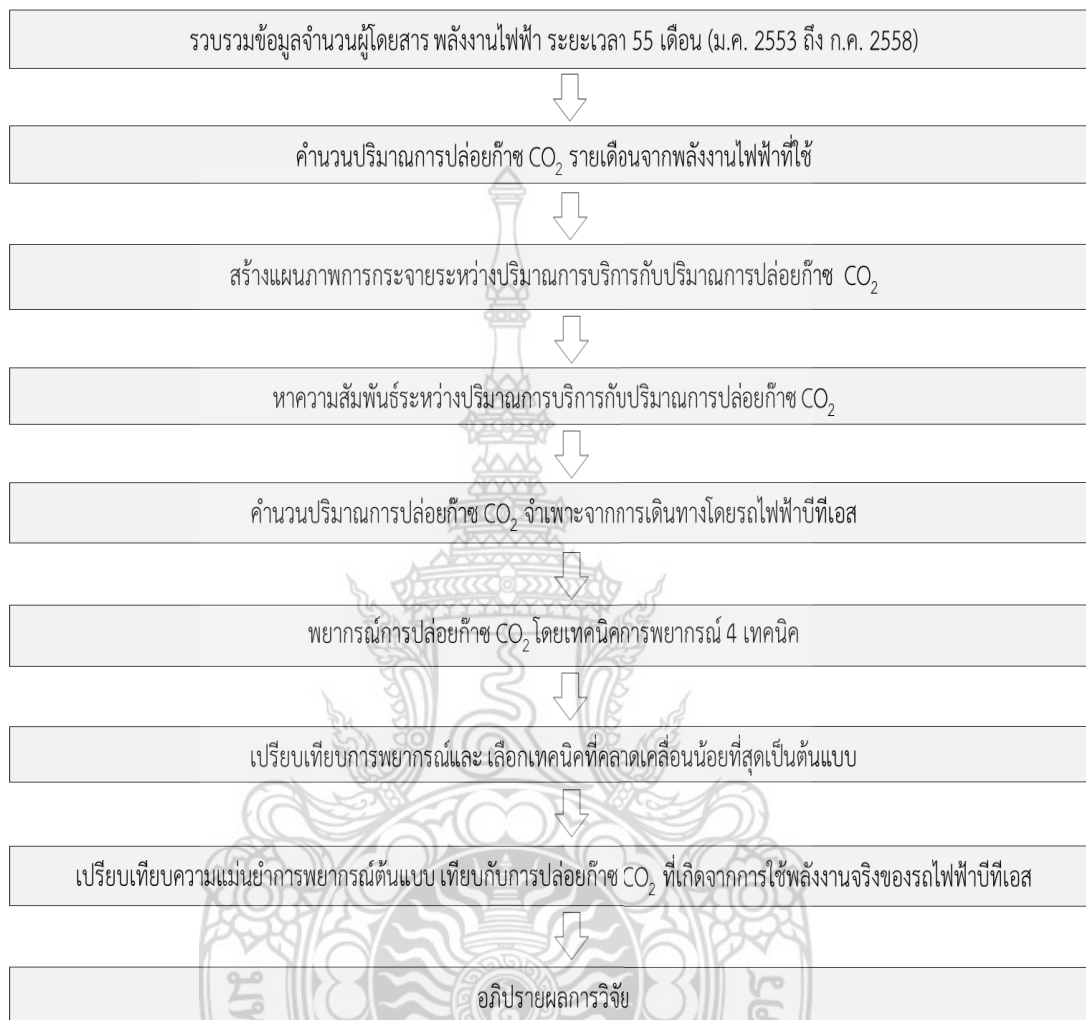 รวบรวมข้อมูลจำนวนผู้โดยสาร พลังงานไฟฟ้า ระยะเวลา 55 เดือน (ม.ค. 2553 ถึง ก.ค. 2558)
คำนวนปริมาณการปล่อยก๊าซ CO₂ รายเดือนจากพลังงานไฟฟ้าที่ใช้
สร้างแผนภาพการกระจายระหว่างปริมาณการบริการกับปริมาณการปล่อยก๊าซ CO₂
หาความสัมพันธ์ระหว่างปริมาณการบริการกับปริมาณการปล่อยก๊าซ CO₂
คำนวนปริมาณการปล่อยก๊าซ CO₂ จำเพาะจากการเดินทางโดยรถไฟฟ้าบีทีเอส
พยากรณ์การปล่อยก๊าซ CO₂ โดยเทคนิคการพยากรณ์ 4 เทคนิค
เปรียบเทียบการพยากรณ์และ เลือกเทคนิคที่คลาดเคลื่อนน้อยที่สุดเป็นต้นแบบ
เปรียบเทียบความแม่นยำการพยากรณ์ต้นแบบ เทียบกับการปล่อยก๊าซ CO₂ ที่เกิดจากการใช้พลังงานจริงของรถไฟฟ้าบีทีเอส
อภิปรายผลการวิจัย